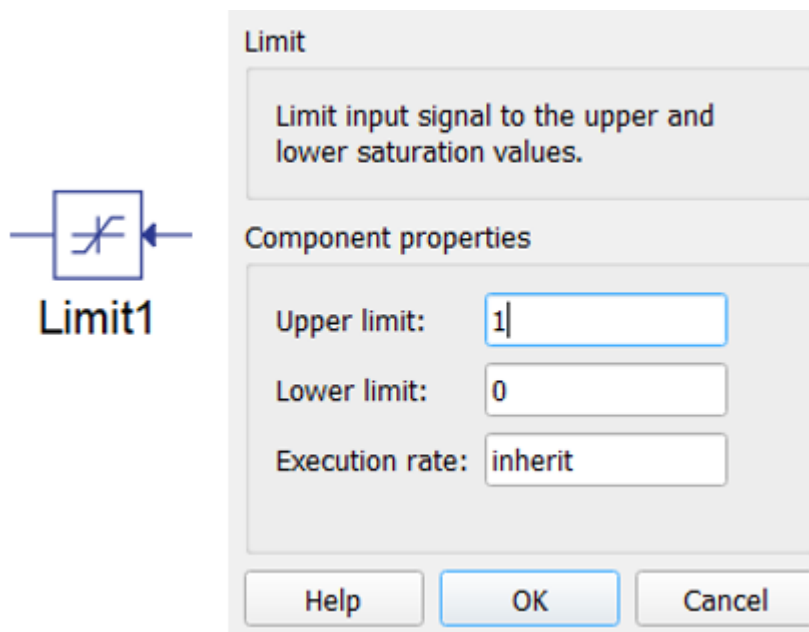 Limit
Limit input signal to the upper and
lower saturation values.
Limit1
Component properties
Upper limit: 1
Lower limit: 0
Execution rate: inherit
Help OK Cancel